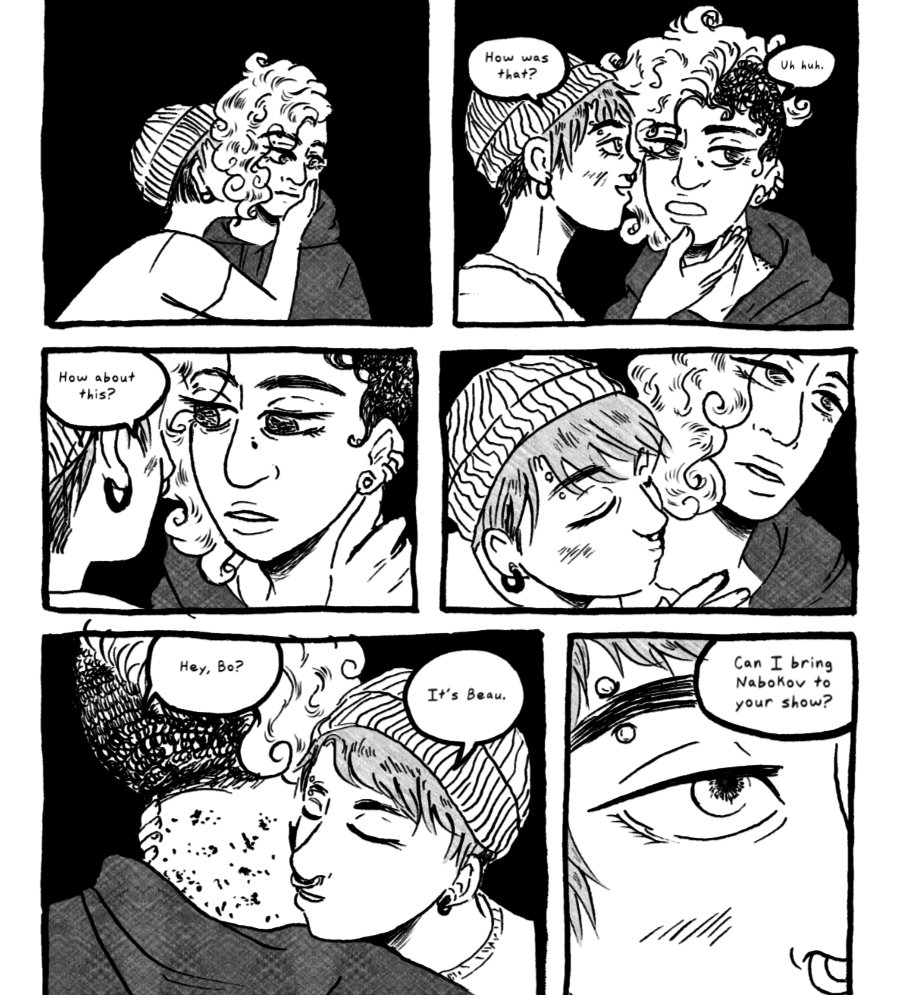 How was
that?
Uh huh.
How about
this?
Hey, Bo?
It's Beau.
Can I bring
Nabokov to
your show?